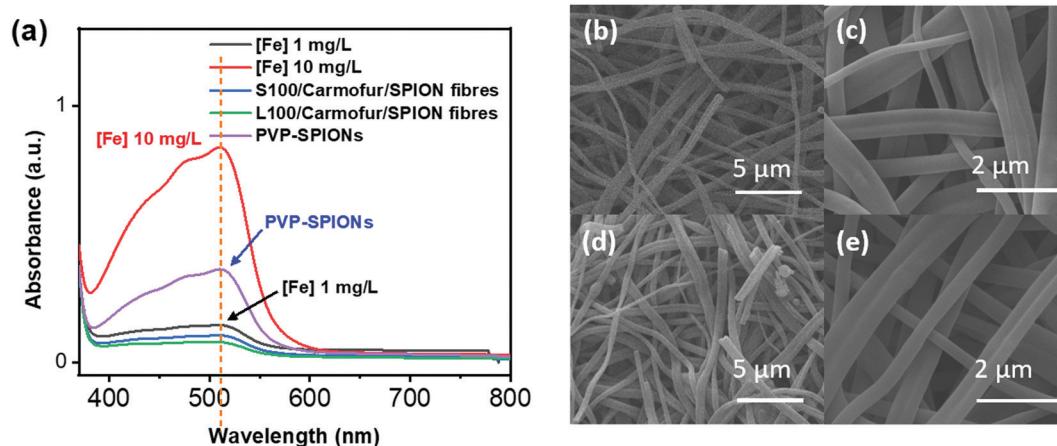 (a)
[Fe] 1 mg/L
[Fe] 10 mg/L
S100/Carmofur/SPION fibres
L100/Carmofur/SPION fibres
PVP-SPIONs
[Fe] 10 mg/L
PVP-SPIONs
[Fe] 1 mg/L
Absorbance (a.u.)
1
0
400
500
600
700
800
Wavelength (nm)
(b)
5 μm
(c)
2 μm
(d)
5 μm
(e)
2 μm